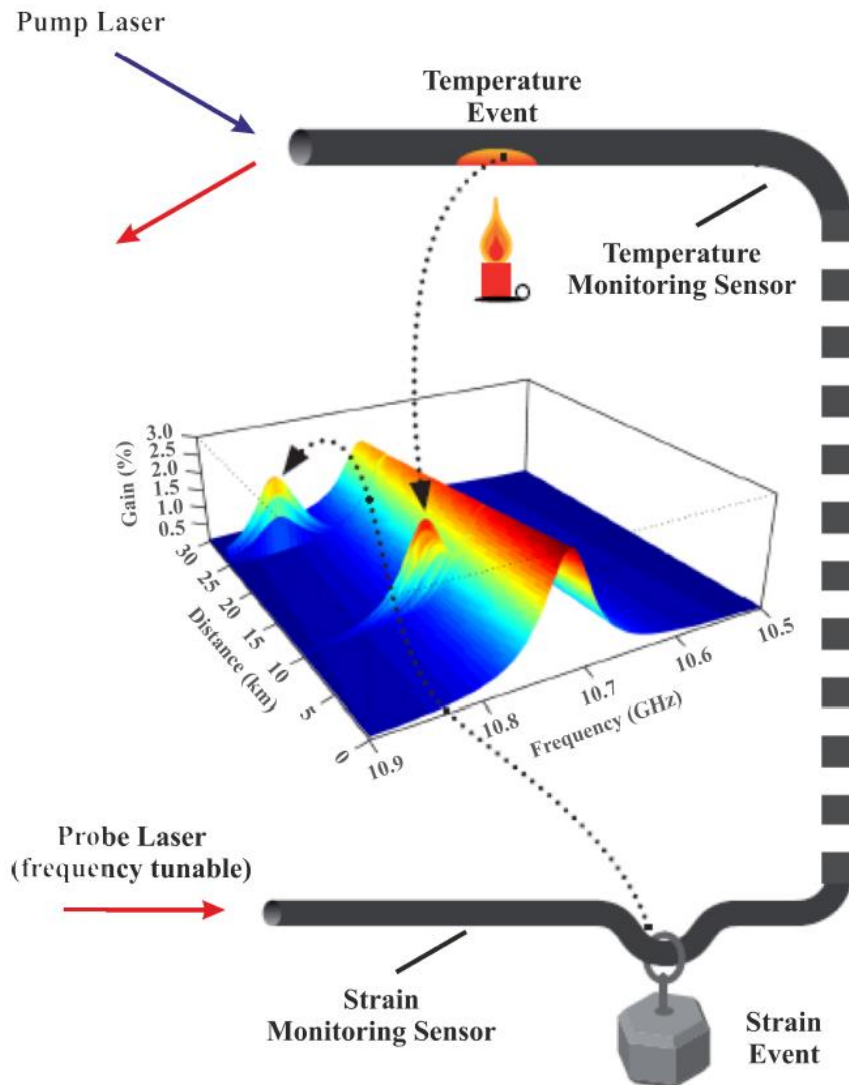 Pump Laser
Temperature
Event
Temperature
Monitoring Sensor
Gain (%)
3.0
2.5
2.0
1.5
1.0
0.5
Distance (km)
30
25
20
15
10
5
0
Frequency (GHz)
10.9
10.8
10.7
10.6
10.5
Probe Laser
(frequency tunable)
Strain
Monitoring Sensor
Strain
Event